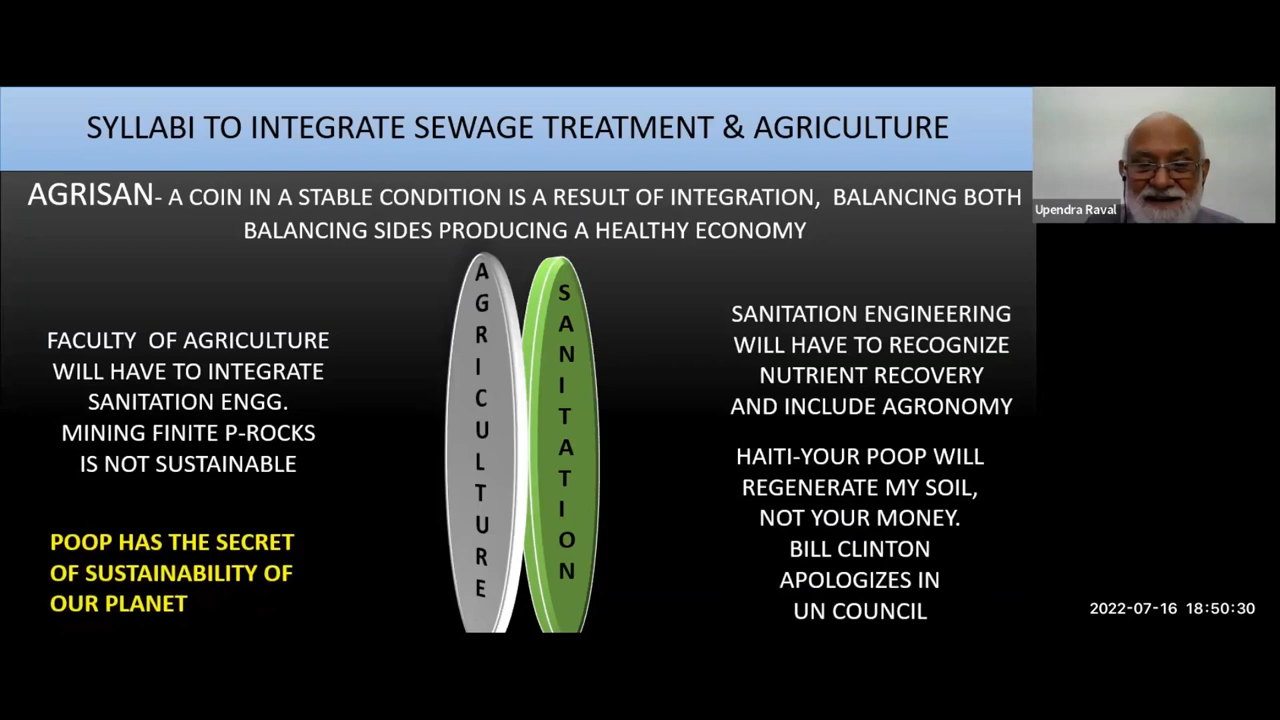 SYLLABI TO INTEGRATE SEWAGE TREATMENT & AGRICULTURE
AGRISAN- A COIN IN A STABLE CONDITION IS A RESULT OF INTEGRATION, BALANCING BOTH
BALANCING SIDES PRODUCING A HEALTHY ECONOMY
Upendra Raval
FACULTY OF AGRICULTURE
WILL HAVE TO INTEGRATE
SANITATION ENGG.
MINING FINITE P-ROCKS
IS NOT SUSTAINABLE
POOP HAS THE SECRET
OF SUSTAINABILITY OF
OUR PLANET
AGRICULTURE
SANITATION
SANITATION ENGINEERING
WILL HAVE TO RECOGNIZE
NUTRIENT RECOVERY
AND INCLUDE AGRONOMY
HAITI-YOUR POOP WILL
REGENERATE MY SOIL,
NOT YOUR MONEY.
BILL CLINTON
APOLOGIZES IN
UN COUNCIL
2022-07-16 18:50:30